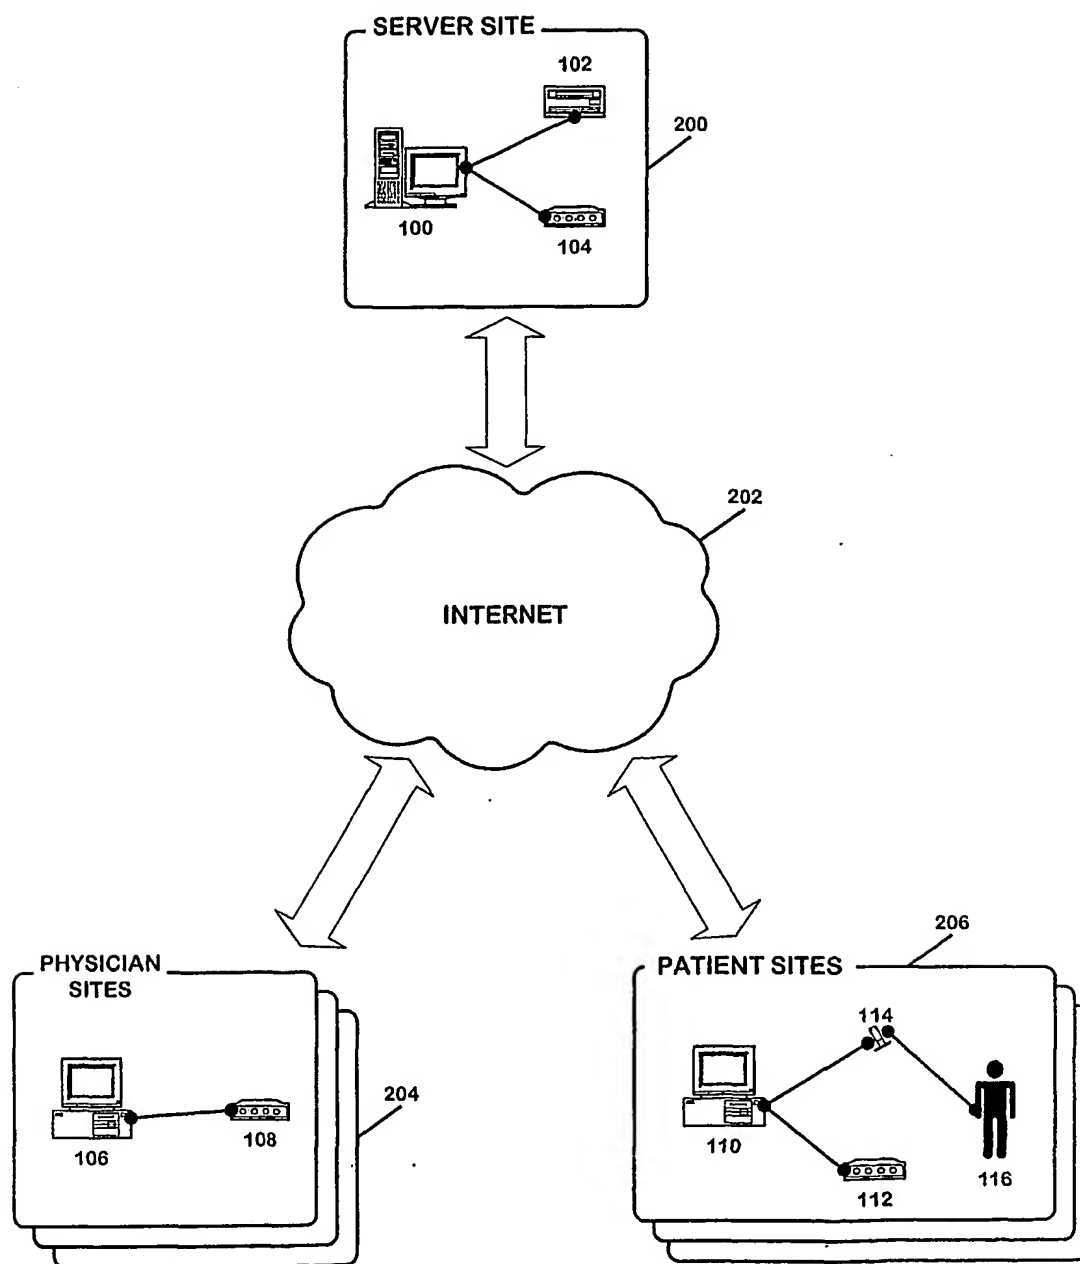 SERVER SITE
102
200
100
104
202
INTERNET
206
PHYSICIAN
SITES
PATIENT SITES
114
204
108
106
110
112
116